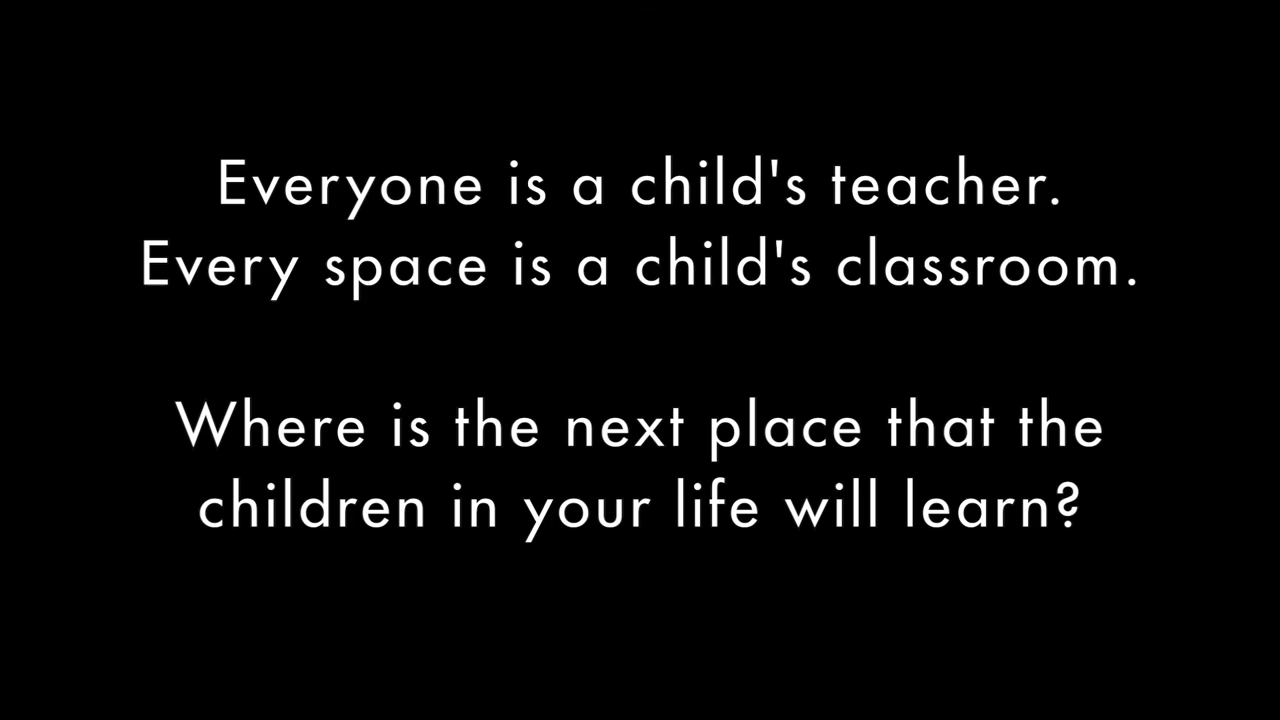 Everyone is a child's teacher.
Every space is a child's classroom.
Where is the next place that the
children in your life will learn?